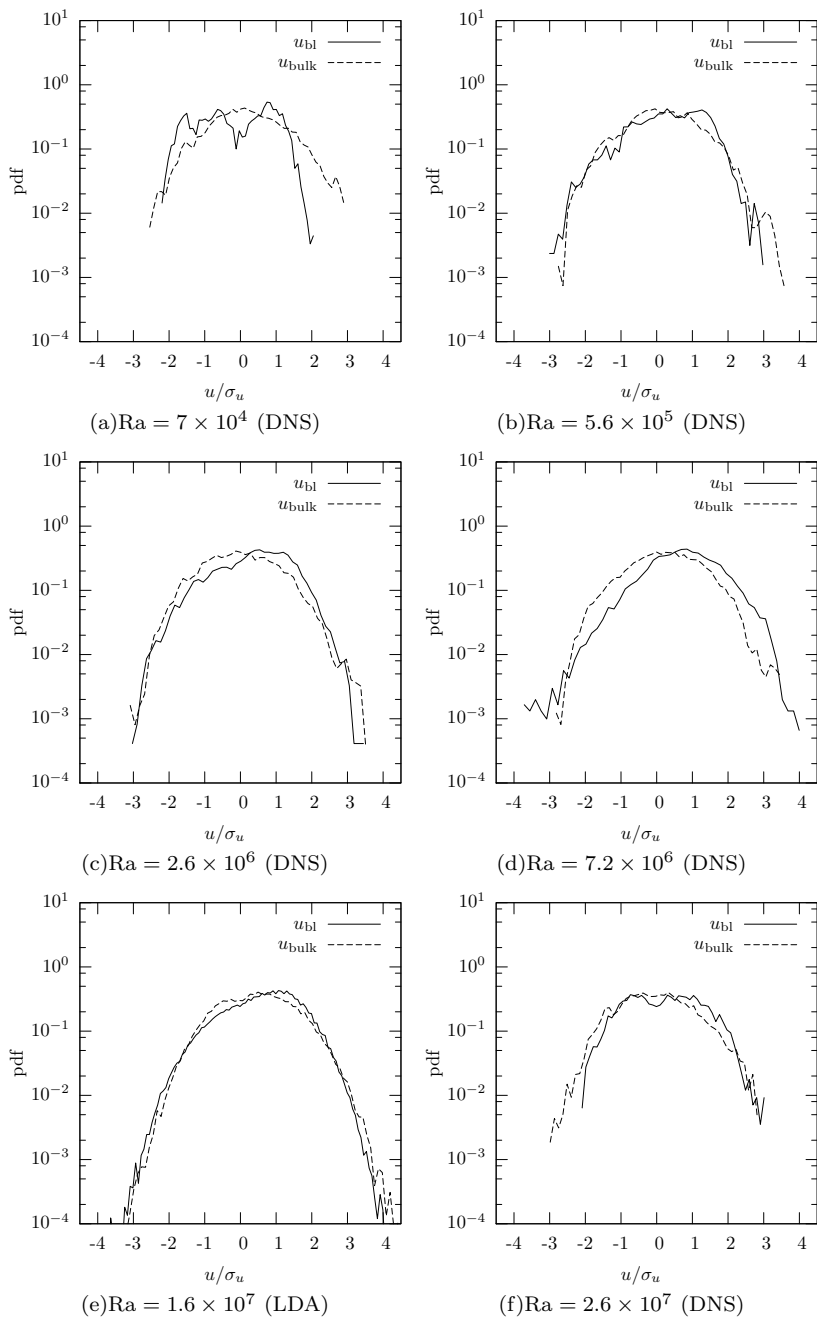 10^1
10^0
10^-1
10^-2
10^-3
10^-4
pdf
u_bl
u_bulk
-4 -3 -2 -1 0 1 2 3 4
u/σ_u
(a)Ra = 7 × 10^4 (DNS)
10^1
10^0
10^-1
10^-2
10^-3
10^-4
pdf
u_bl
u_bulk
-4 -3 -2 -1 0 1 2 3 4
u/σ_u
(b)Ra = 5.6 × 10^5 (DNS)
10^1
10^0
10^-1
10^-2
10^-3
10^-4
pdf
u_bl
u_bulk
-4 -3 -2 -1 0 1 2 3 4
u/σ_u
(c)Ra = 2.6 × 10^6 (DNS)
10^1
10^0
10^-1
10^-2
10^-3
10^-4
pdf
u_bl
u_bulk
-4 -3 -2 -1 0 1 2 3 4
u/σ_u
(d)Ra = 7.2 × 10^6 (DNS)
10^1
10^0
10^-1
10^-2
10^-3
10^-4
pdf
u_bl
u_bulk
-4 -3 -2 -1 0 1 2 3 4
u/σ_u
(e)Ra = 1.6 × 10^7 (LDA)
10^1
10^0
10^-1
10^-2
10^-3
10^-4
pdf
u_bl
u_bulk
-4 -3 -2 -1 0 1 2 3 4
u/σ_u
(f)Ra = 2.6 × 10^7 (DNS)